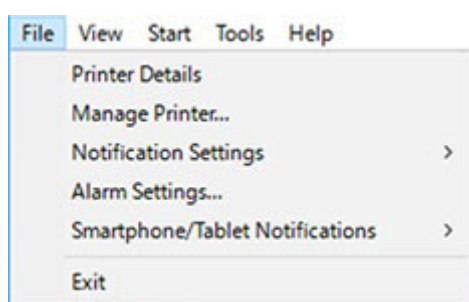 File View Start Tools Help
Printer Details
Manage Printer...
Notification Settings
Alarm Settings...
Smartphone/Tablet Notifications
Exit